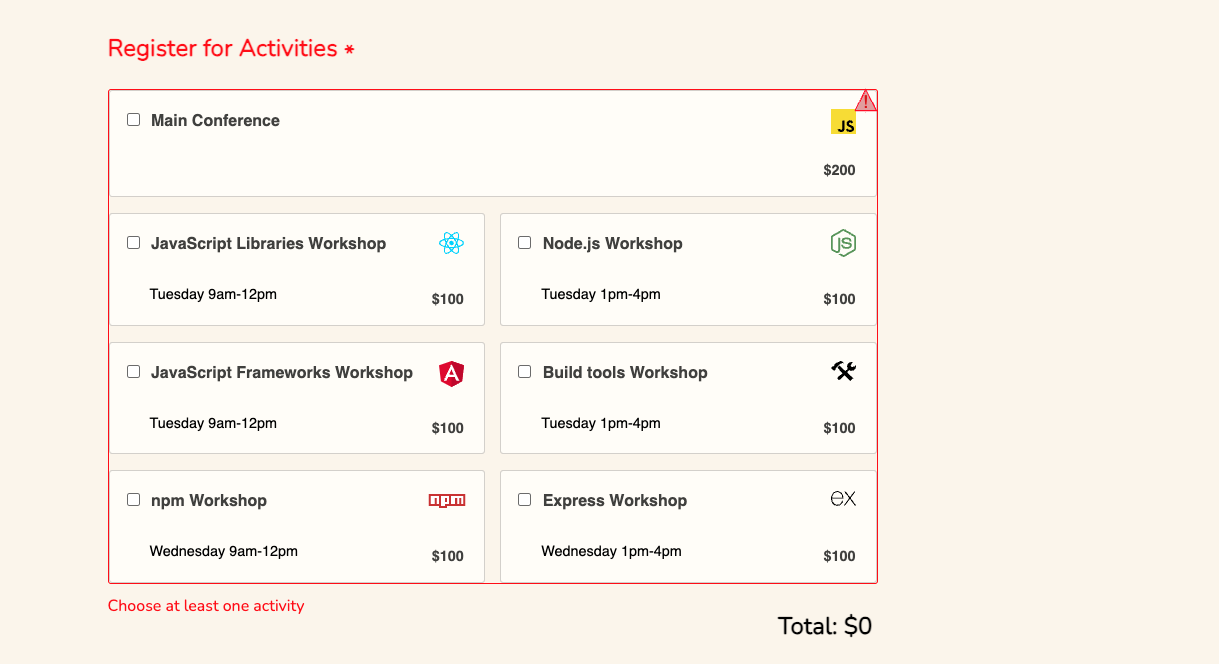 Register for Activities *
Main Conference
JS
$200
JavaScript Libraries Workshop
Tuesday 9am-12pm
$100
Node.js Workshop
JS
Tuesday 1pm-4pm
$100
JavaScript Frameworks Workshop
A
Tuesday 9am-12pm
$100
Build tools Workshop
Tuesday 1pm-4pm
$100
npm Workshop
npm
Wednesday 9am-12pm
$100
Express Workshop
ex
Wednesday 1pm-4pm
$100
Choose at least one activity
Total: $0